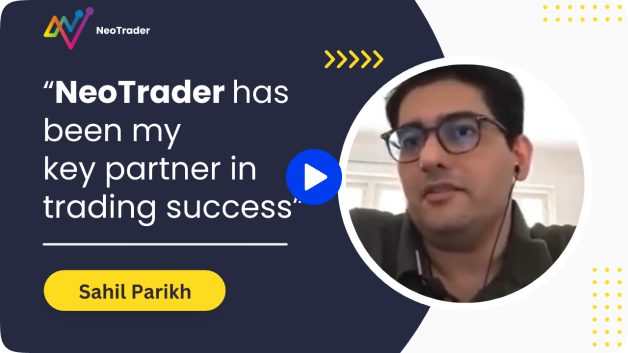 NeoTrader
“NeoTrader has
been my
key partner in
trading success”
Sahil Parikh